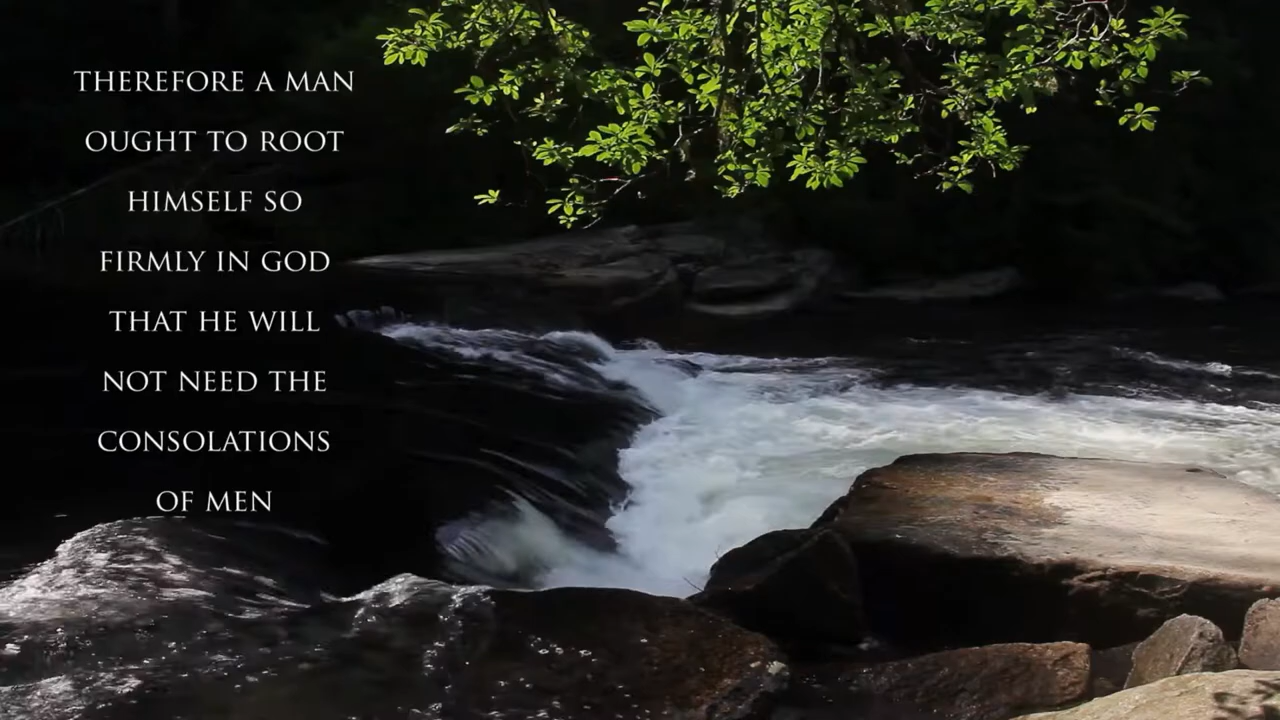 THEREFORE A MAN
OUGHT TO ROOT
HIMSELF SO
FIRMLY IN GOD
THAT HE WILL
NOT NEED THE
CONSOLATIONS
OF MEN